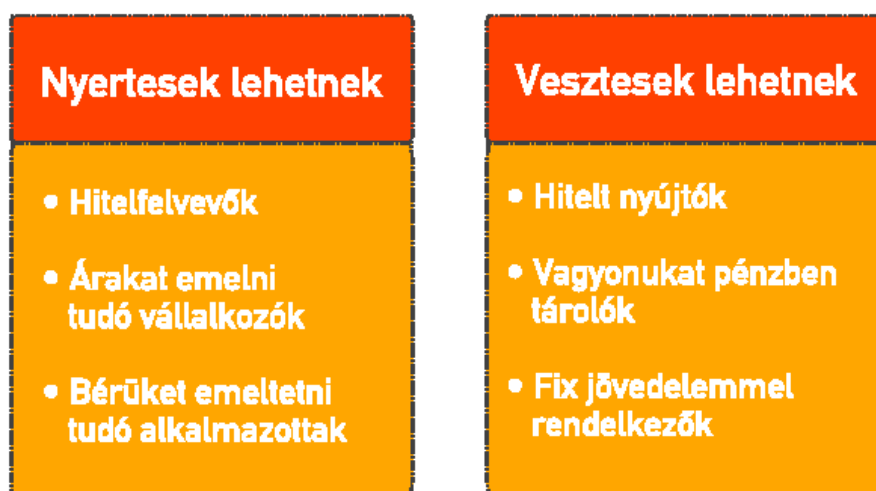 Nyertesek lehetnek
• Hitelfelvevők
• Árakat emelni
tudó vállalkozók
• Bérüket emeltetni
tudó alkalmazottak
Vesztesek lehetnek
• Hitelt nyújtók
• Vagyonukat pénzben
tárolók
• Fix jövedelemmel
rendelkezők